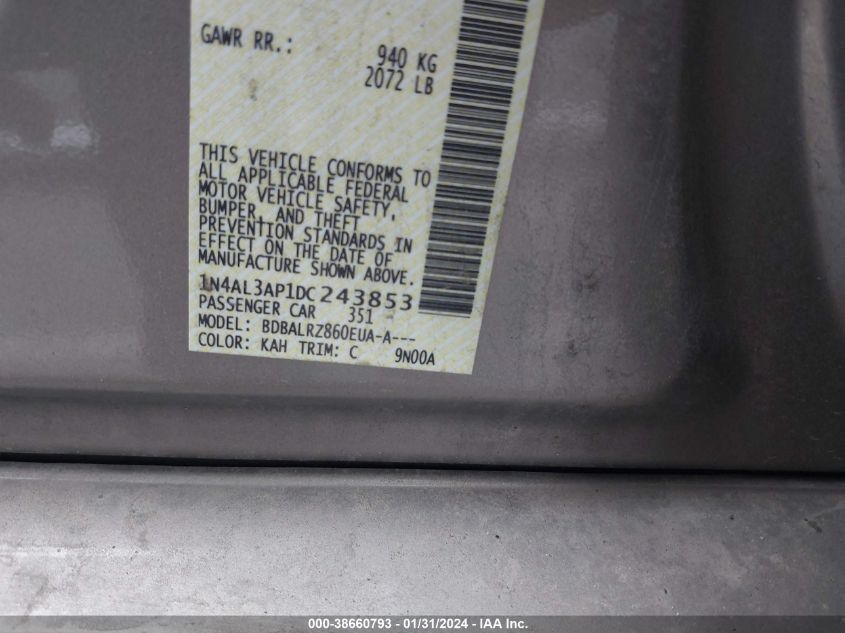 GAWR RR.: 940 KG
2072 LB
THIS VEHICLE CONFORMS TO
ALL APPLICABLE FEDERAL
MOTOR VEHICLE SAFETY,
BUMPER, AND THEFT
PREVENTION STANDARDS IN
EFFECT ON THE DATE OF
MANUFACTURE SHOWN ABOVE.
1N4AL3AP1DC243853
PASSENGER CAR 351
MODEL: BDBALRZ860EUA-A---
COLOR: KAH TRIM: C 9N00A
000-38660793 - 01/31/2024 - IAA Inc.